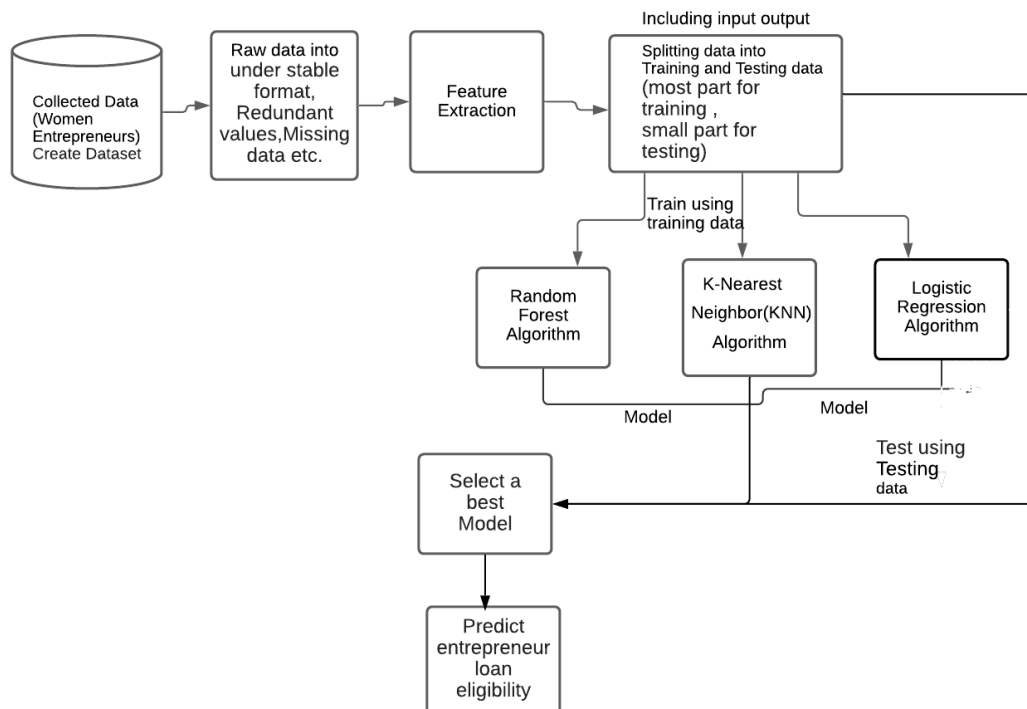 Including input output
Collected Data
(Women
Entrepreneurs)
Create Dataset
Raw data into
under stable
format,
Redundant
values,Missing
data etc.
Feature
Extraction
Splitting data into
Training and Testing data
(most part for
training ,
small part for
testing)
Train using
training data
Random
Forest
Algorithm
K-Nearest
Neighbor(KNN)
Algorithm
Logistic
Regression
Algorithm
Model
Model
Test using
Testing
data
Select a
best
Model
Predict
entrepreneur
loan
eligibility